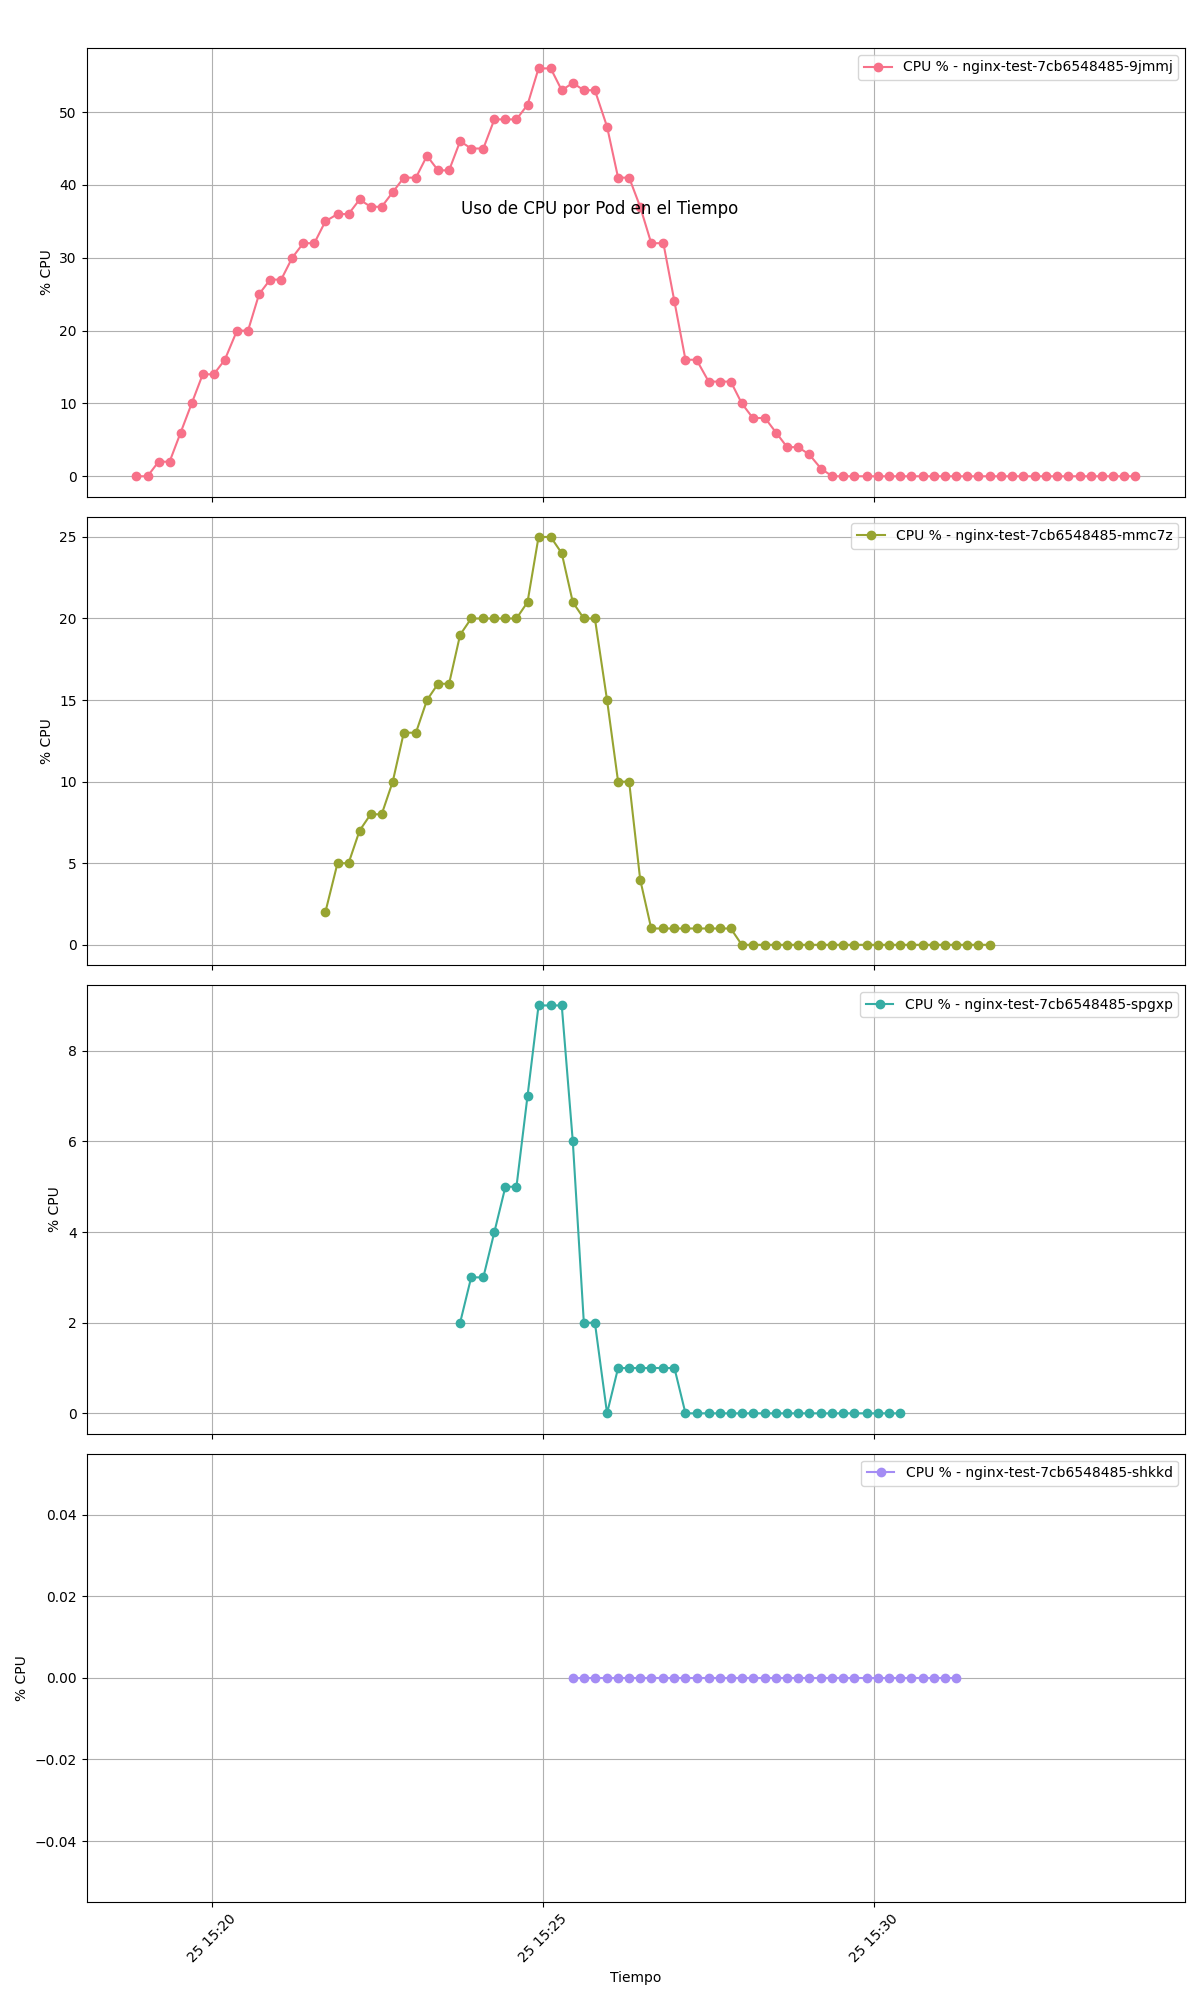 CPU % - nginx-test-7cb6548485-9jmmj
50
40
Uso de CPU por Pod en el Tiempo
30
% CPU
20
10
0
CPU % - nginx-test-7cb6548485-mmc7z
25
20
15
% CPU
10
5
0
CPU % - nginx-test-7cb6548485-spgxp
8
6
% CPU
4
2
0
CPU % - nginx-test-7cb6548485-shkkd
0.04
0.02
0.00
% CPU
−0.02
−0.04
25 15:20
25 15:25
25 15:30
Tiempo